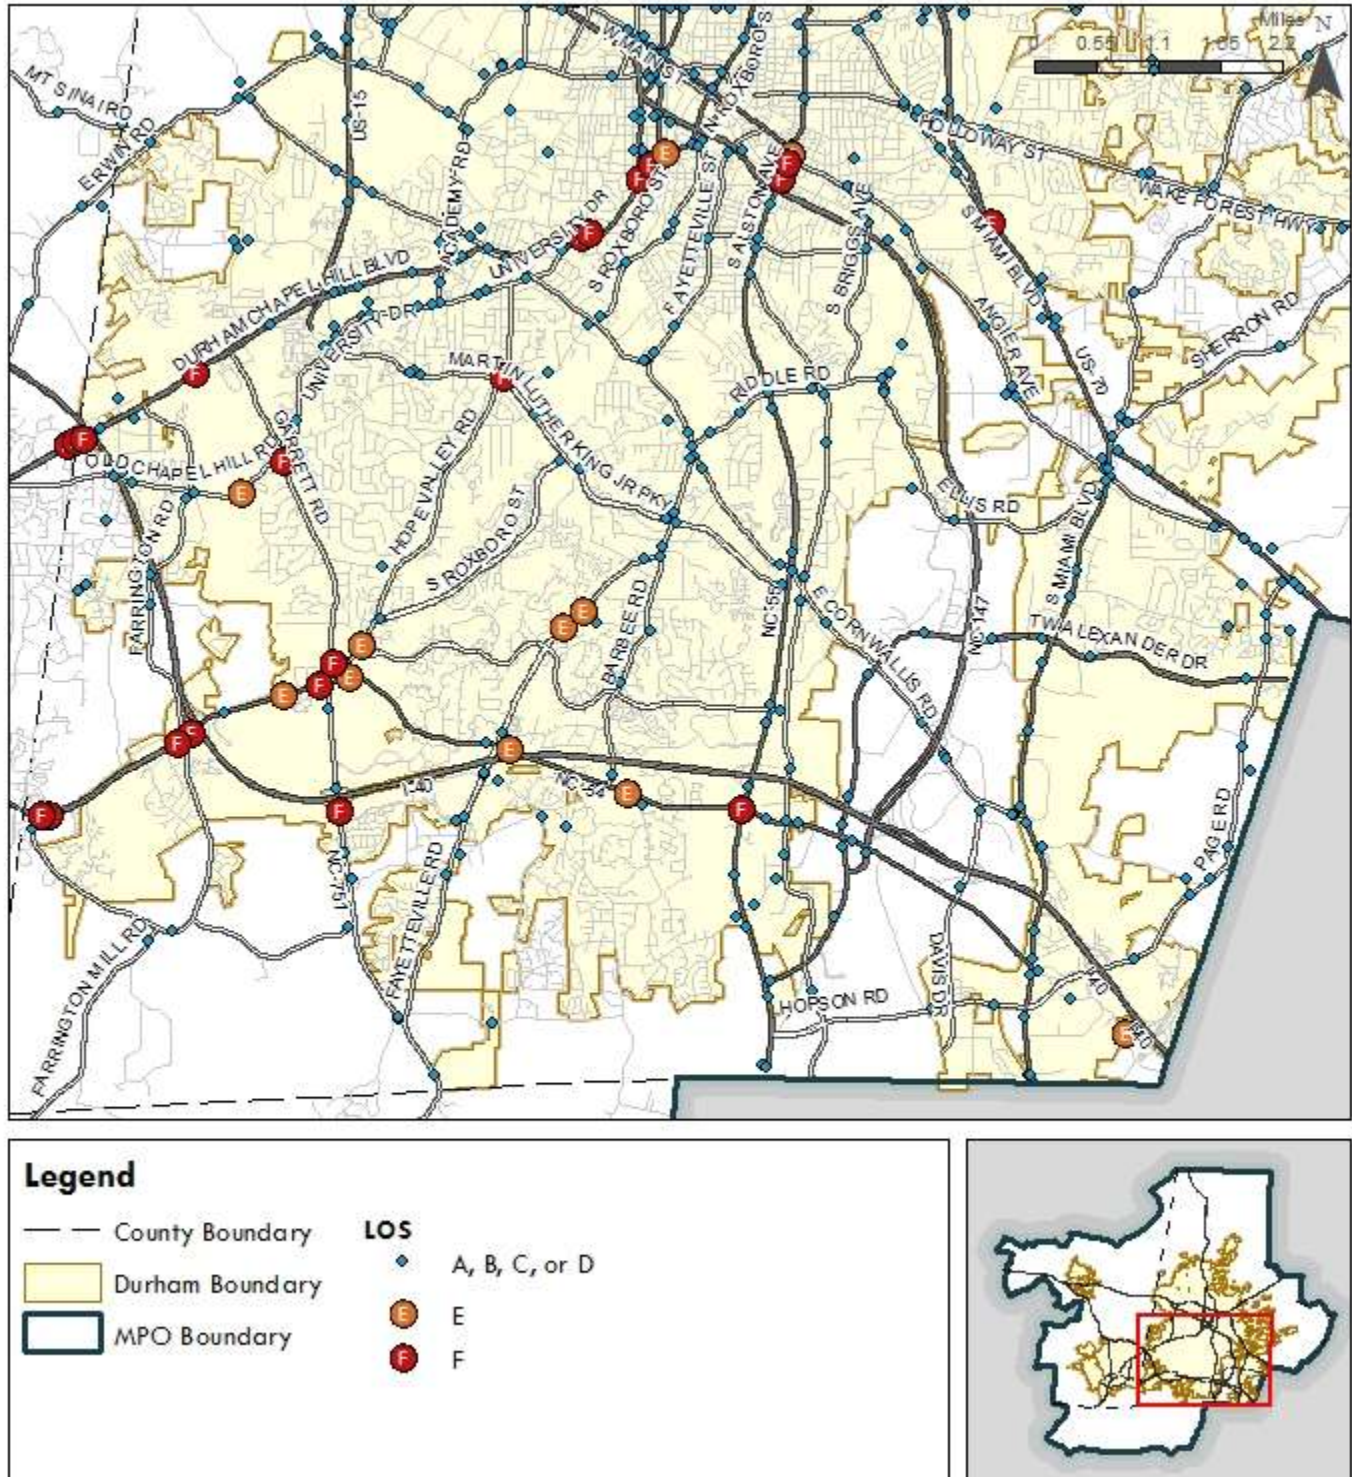 Miles N
0 0.55 1.1 1.65 2.2
W MAIN ST
N ROXBORO S
MT SINAI RD
ERWIN RD
US-15
ACADEMY RD
HOLLOWAY ST
WAKE FOREST HWY
S ROXBORO ST
FAYETTEVILLE ST
S ALSTON AVE
S BRIGGS AVE
S MIAMI BLVD
UNIVERSITY DR
DURHAM CHAPEL HILL BLVD
UNIVERSITY DR
ANGIER AVE
US-70
SHERRON RD
MARTIN LUTHER KING JR PKY
RIDDLE RD
OLD CHAPEL HILL RD
GARRETT RD
HOPE VALLEY RD
S ROXBORO ST
ELLIS RD
FARRINGTON RD
BARBEE RD
NC-55
E CORNWALLIS RD
NC-147
S MIAMI BLVD
TW ALEXANDER DR
I-40
NC-54
NC-751
FAYETTEVILLE RD
PAGE RD
FARRINGTON MILL RD
HOPSON RD
DAVIS DR
I-40
Legend
County Boundary
Durham Boundary
MPO Boundary
LOS
A, B, C, or D
E E
F F